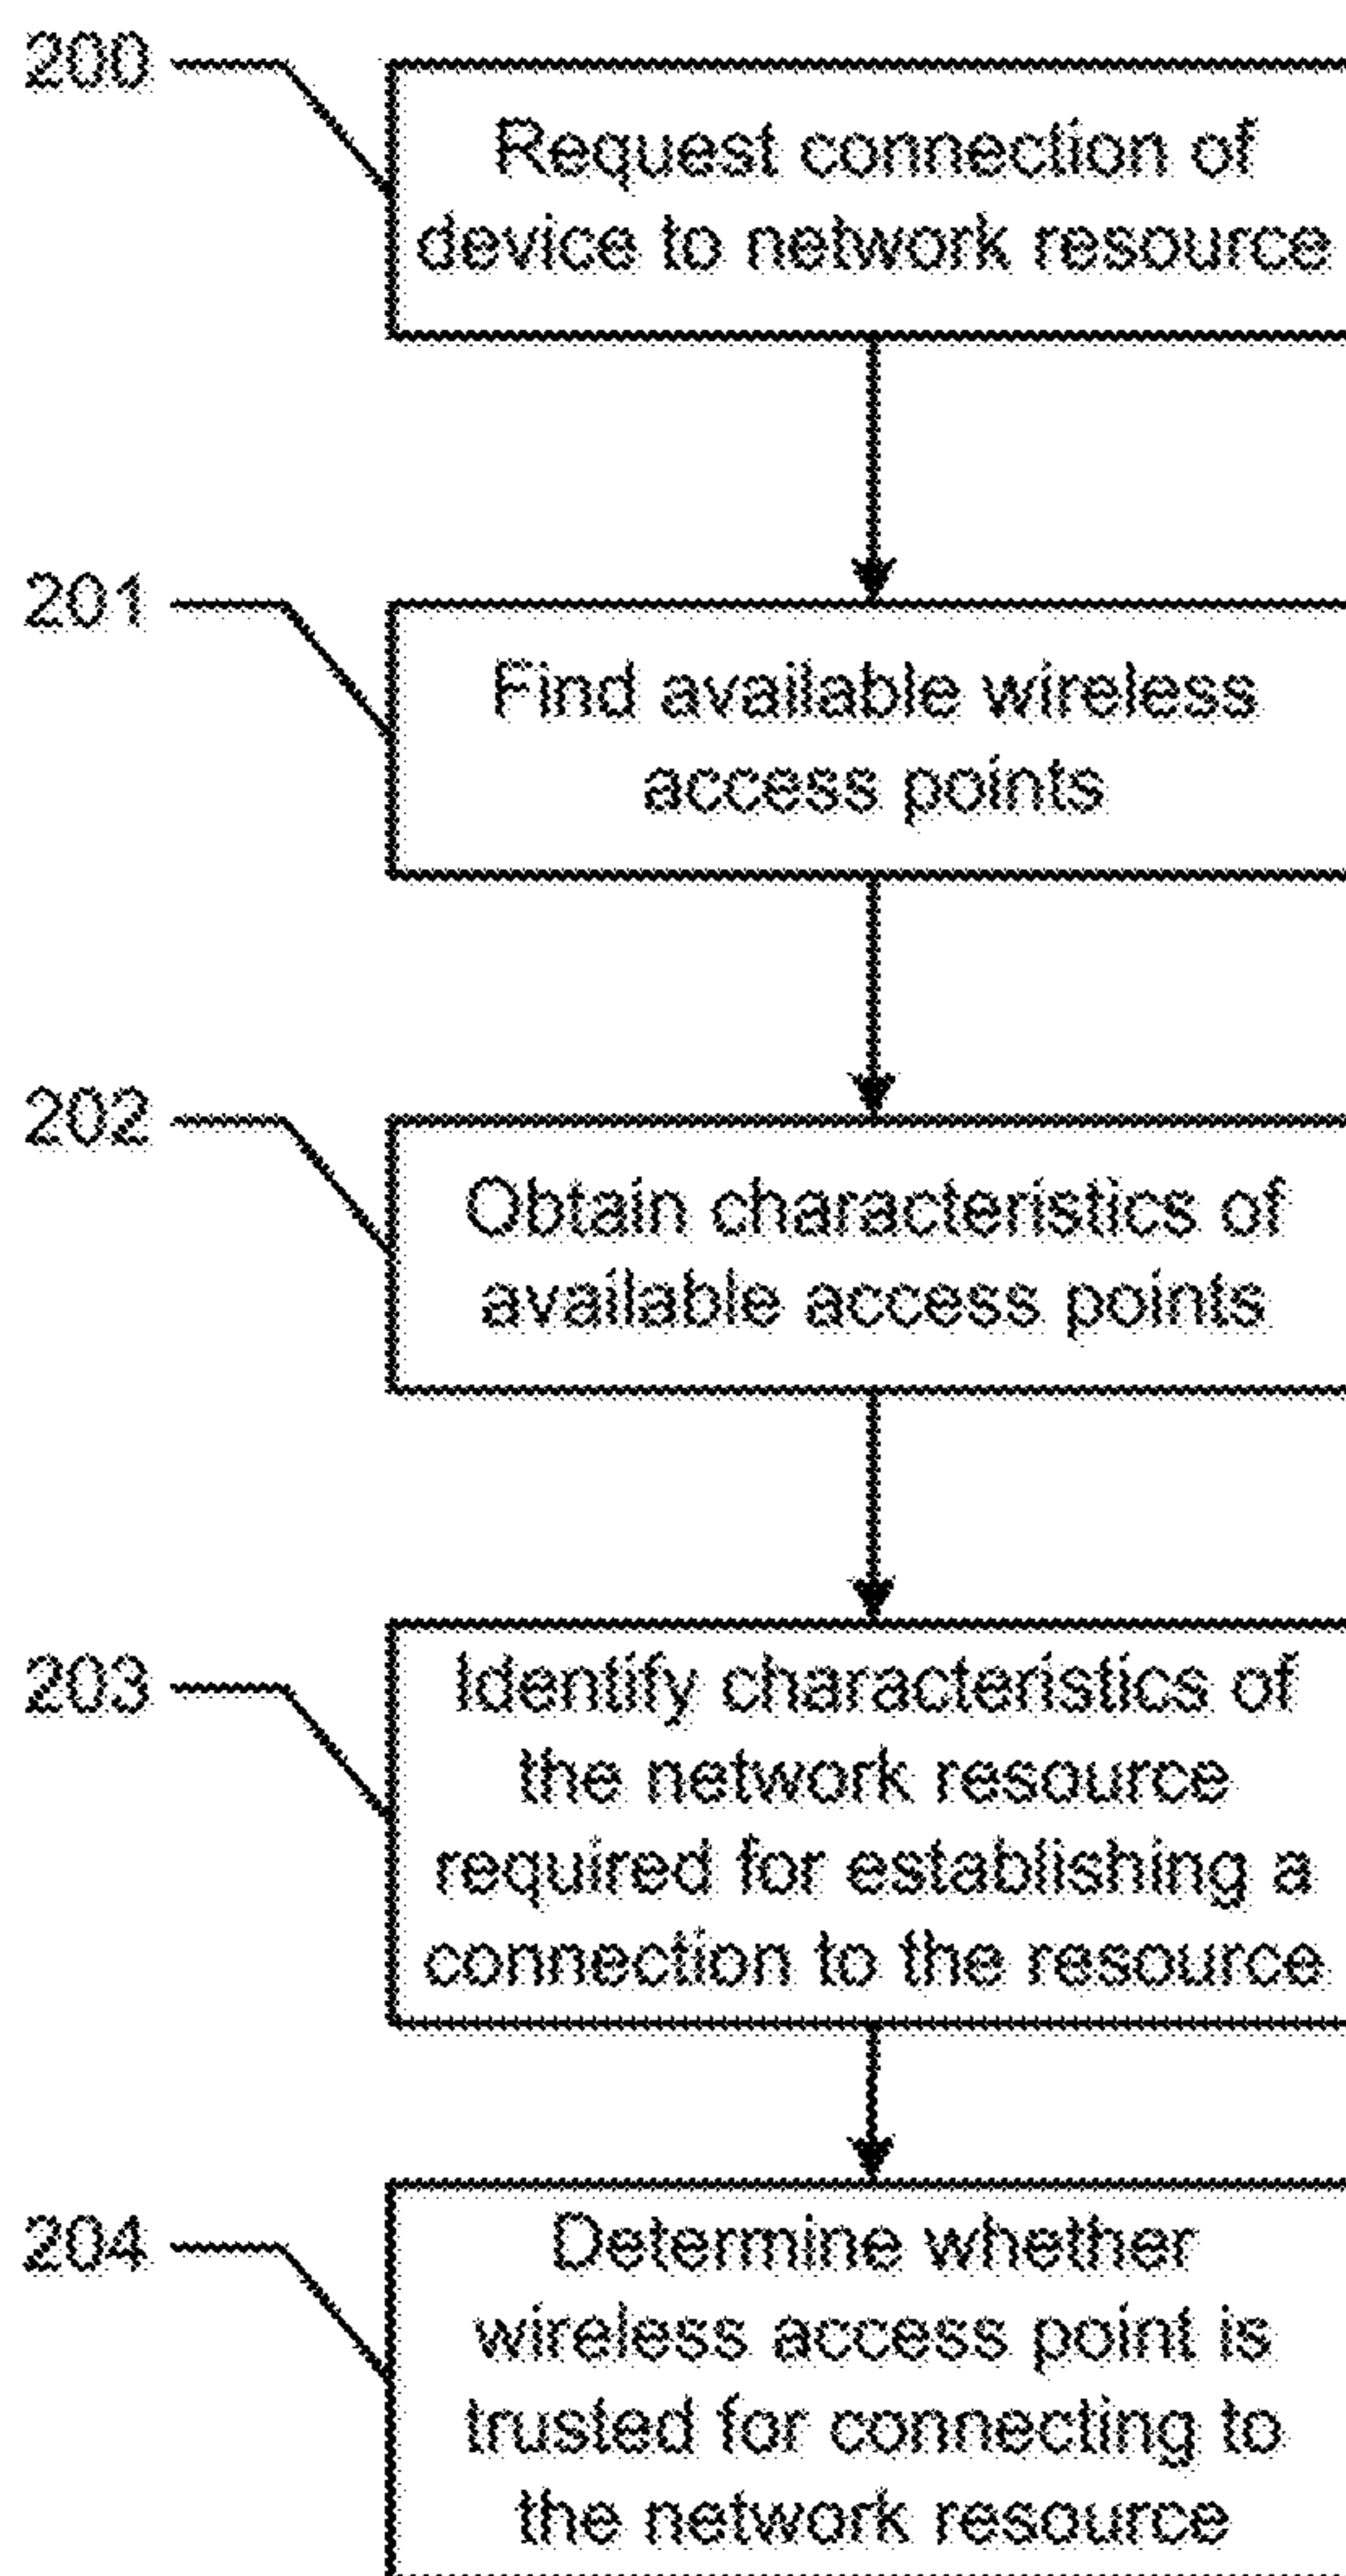 200
Request connection of
device to network resource
201
Find available wireless
access points
202
Obtain characteristics of
available access points
203
Identify characteristics of
the network resource
required for establishing a
connection to the resource
204
Determine whether
wireless access point is
trusted for connecting to
the network resource